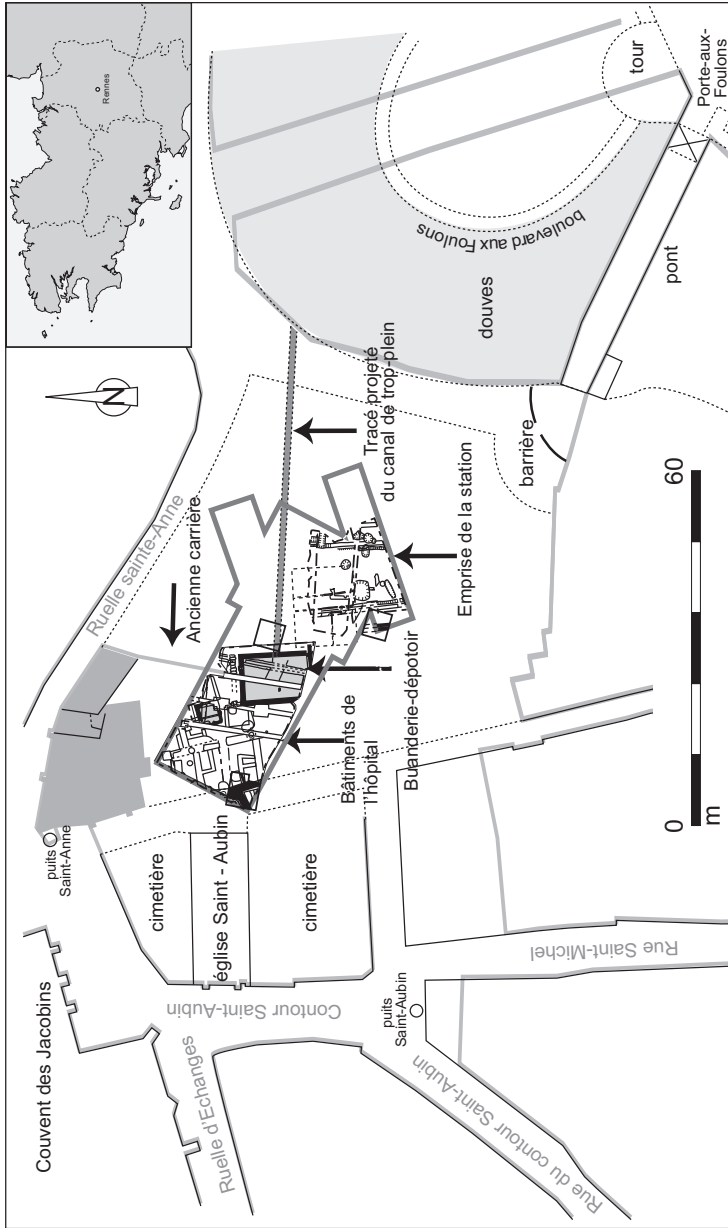 Couvent des Jacobins
puits
Saint-Anne
Ruelle sainte-Anne
N
Rennes
Ruelle d'Echanges
cimetière
église Saint - Aubin
cimetière
Contour Saint-Aubin
Ancienne carrière
Bâtiments de
l'hôpital
Buanderie-dépotoir
Emprise de la station
Tracé projeté
du canal de trop-plein
douves
boulevard aux Foulons
tour
Porte-aux-
Foulons
pont
barrière
puits
Saint-Aubin
Rue du contour Saint-Aubin
Rue Saint-Michel
0
60
m